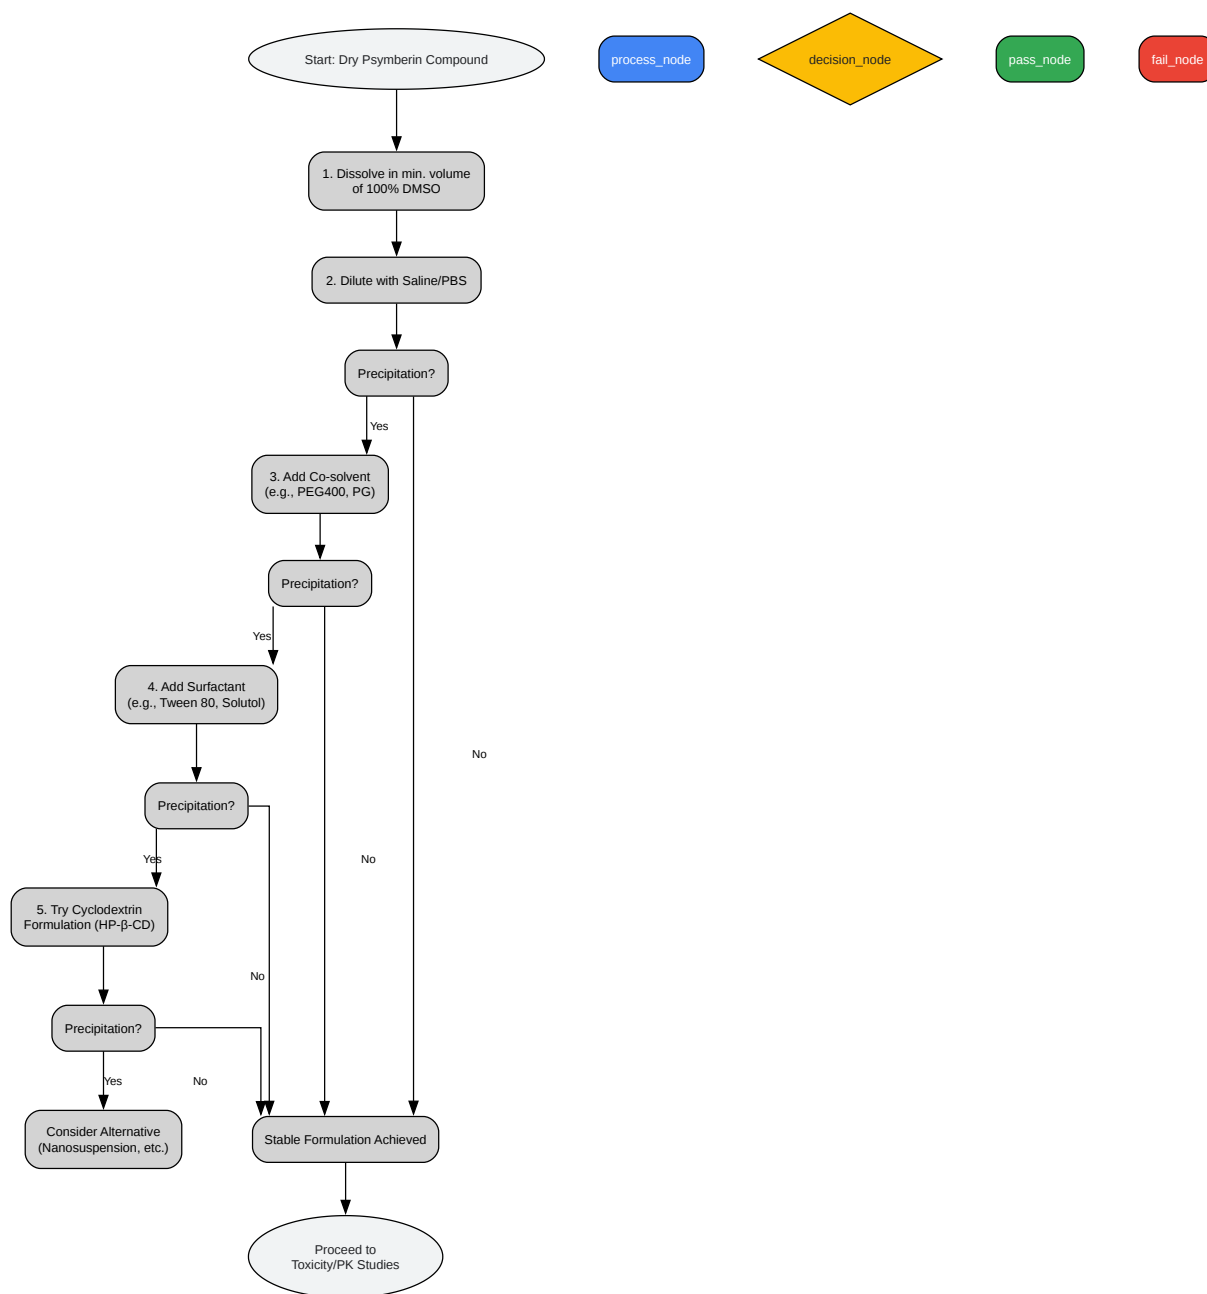 Start: Dry Psymberin Compound
process_node
decision_node
pass_node
fail_node
1. Dissolve in min. volume
of 100% DMSO
2. Dilute with Saline/PBS
Precipitation?
Yes
3. Add Co-solvent
(e.g., PEG400, PG)
Precipitation?
Yes
4. Add Surfactant
(e.g., Tween 80, Solutol)
No
Precipitation?
Yes
No
5. Try Cyclodextrin
Formulation (HP-β-CD)
No
Precipitation?
Yes
No
Consider Alternative
(Nanosuspension, etc.)
Stable Formulation Achieved
Proceed to
Toxicity/PK Studies